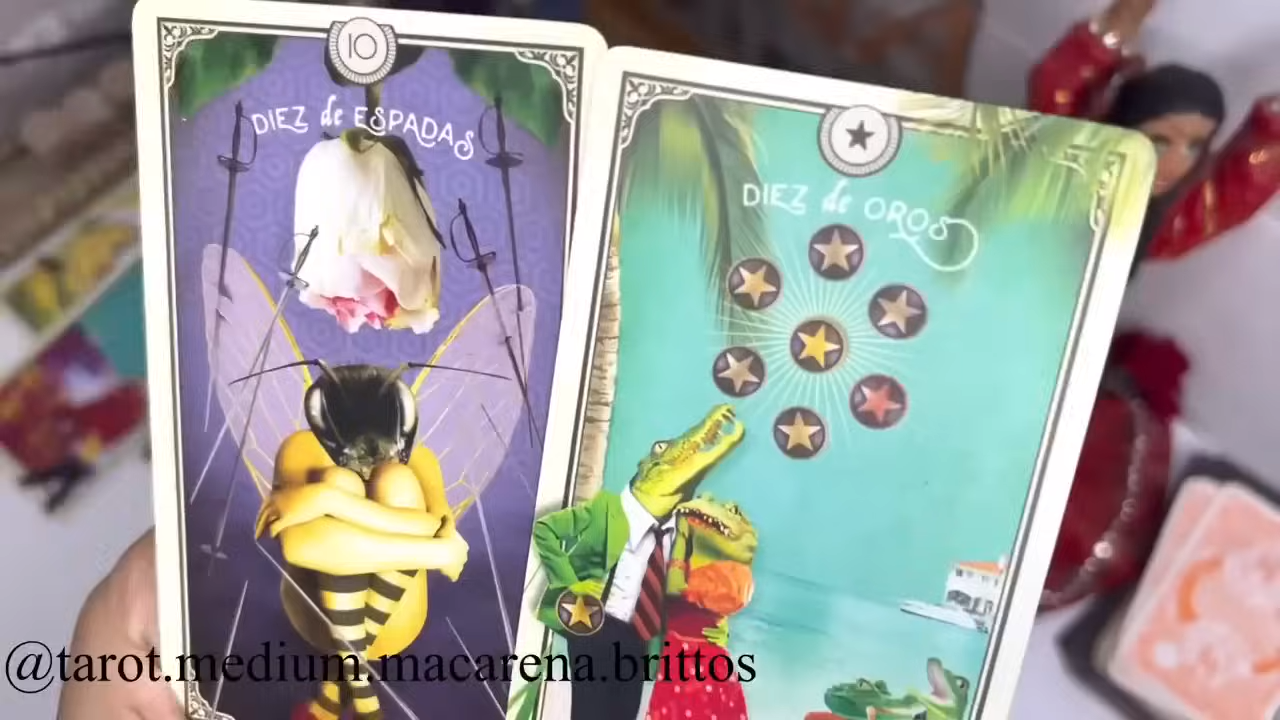 10
DIEZ de ESPADAS
DIEZ de OROS
@tarot.medium.macarena.brittos